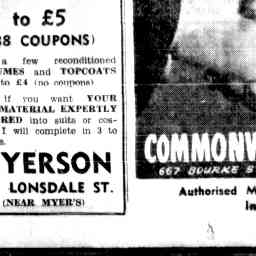 to £5
38 COUPONS)
a few reconditioned
UMES and TOPCOATS
to £4 (no coupons)
if you want YOUR
MATERIAL EXPERTLY
RED into suits or cos-
I will complete in 3 to
YERSON
LONSDALE ST.
(NEAR MYER'S)
COMMONW
667 BOURKE S
Authorised M
in